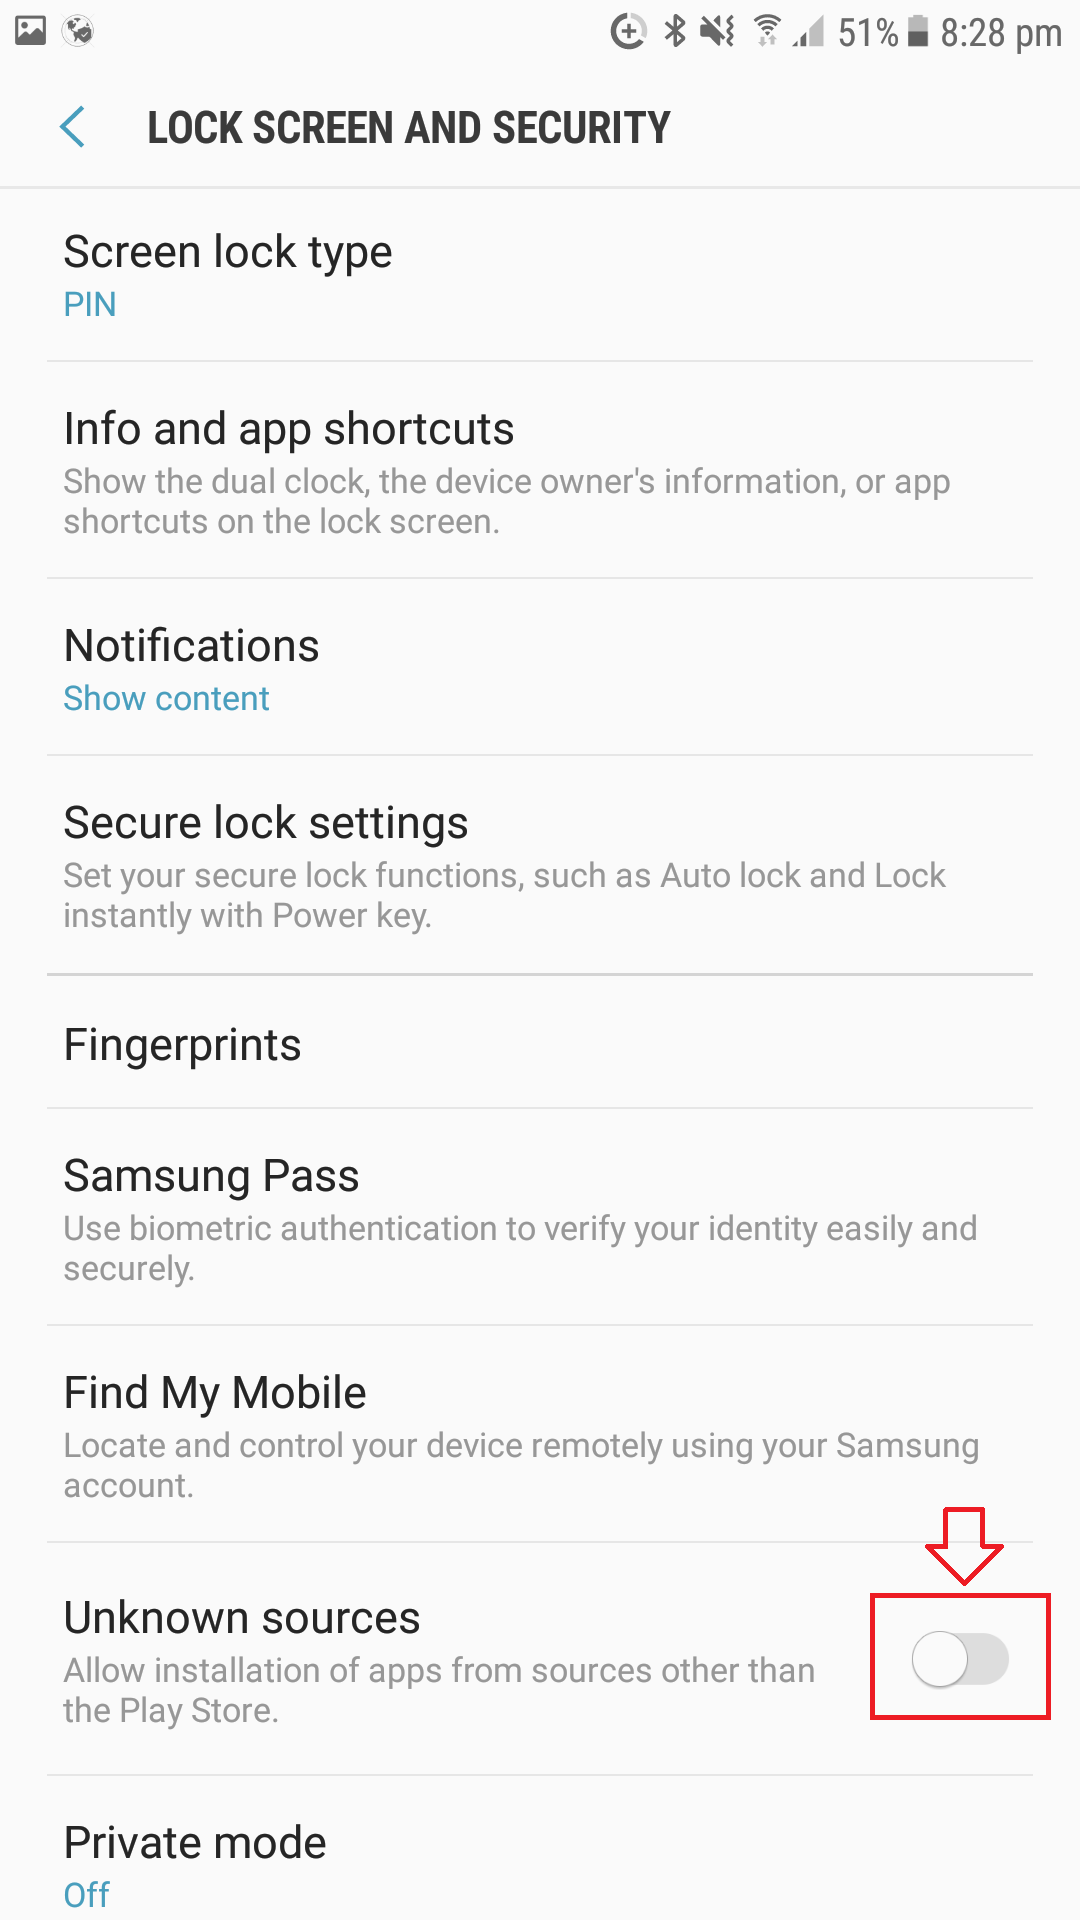 51% 8:28 pm
LOCK SCREEN AND SECURITY
Screen lock type
PIN
Info and app shortcuts
Show the dual clock, the device owner's information, or app
shortcuts on the lock screen.
Notifications
Show content
Secure lock settings
Set your secure lock functions, such as Auto lock and Lock
instantly with Power key.
Fingerprints
Samsung Pass
Use biometric authentication to verify your identity easily and
securely.
Find My Mobile
Locate and control your device remotely using your Samsung
account.
Unknown sources
Allow installation of apps from sources other than
the Play Store.
Private mode
Off